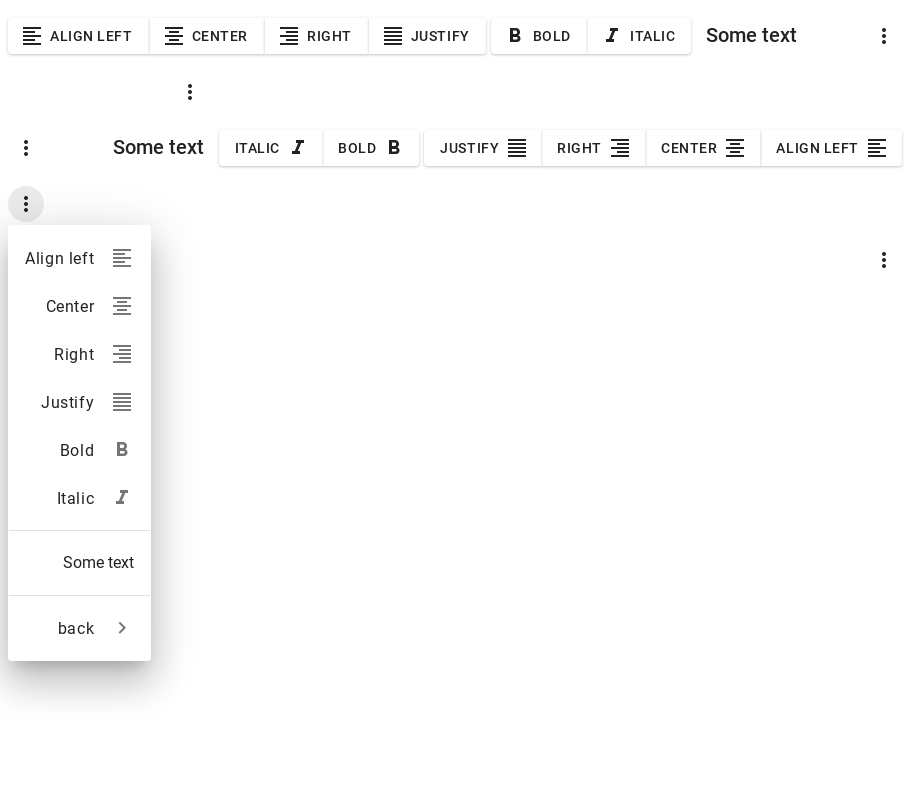 ALIGN LEFT CENTER RIGHT JUSTIFY BOLD ITALIC Some text
Some text ITALIC BOLD JUSTIFY RIGHT CENTER ALIGN LEFT
Align left
Center
Right
Justify
Bold
Italic
Some text
back